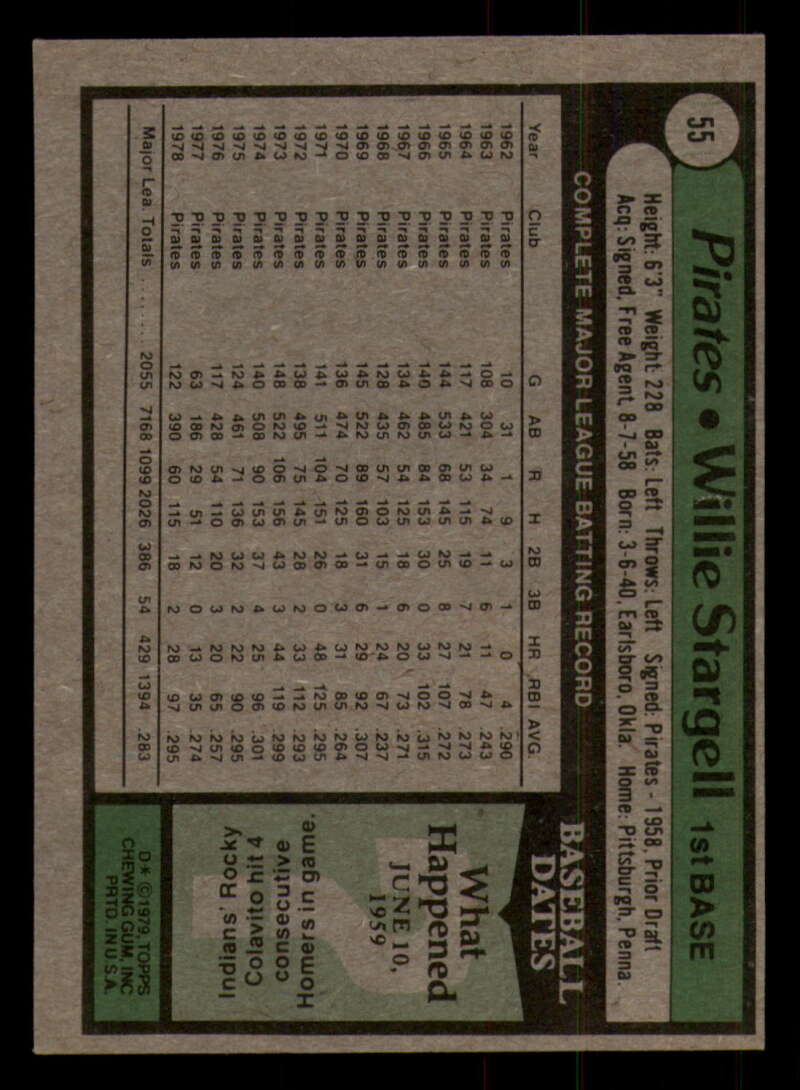 55
Pirates • Willie Stargell 1st BASE
Height: 6'3" Weight: 228 Bats: Left Throws: Left Signed: Pirates - 1958, Prior Draft
Acq: Signed, Free Agent 8-7-58 Born: 3-6-40, Earlsboro, Okla. Home: Pittsburgh, Penna.
COMPLETE MAJOR LEAGUE BATTING RECORD
Year Club G AB R H 2B 3B HR RBI AVG.
1962 Pirates 10 31 1 9 3 1 0 4 .290
1963 Pirates 108 304 34 74 11 6 11 47 .243
1964 Pirates 117 421 53 115 19 7 21 78 .273
1965 Pirates 144 533 68 145 25 8 27 107 .272
1966 Pirates 140 485 84 153 30 0 33 102 .315
1967 Pirates 134 462 54 125 18 6 20 73 .271
1968 Pirates 128 435 57 103 15 1 24 67 .237
1969 Pirates 145 522 89 160 31 6 29 92 .307
1970 Pirates 136 474 70 125 18 3 31 85 .264
1971 Pirates 141 511 104 151 26 0 48 125 .295
1972 Pirates 138 495 75 145 28 2 33 112 .293
1973 Pirates 148 522 106 156 43 3 44 119 .299
1974 Pirates 140 508 90 153 37 4 25 96 .301
1975 Pirates 124 461 71 136 32 2 22 90 .295
1976 Pirates 117 428 54 110 20 3 20 65 .257
1977 Pirates 63 186 29 51 12 0 13 35 .274
1978 Pirates 122 390 60 115 18 2 28 97 .295
Major Lea. Totals ......... 2055 7168 1099 2026 386 54 429 1394 .283
BASEBALL
DATES
What
Happened
JUNE 10,
1959
Indians' Rocky
Colavito hit 4
consecutive
Homers in game.
D* ©1979, TOPPS
CHEWING GUM, INC
PRTD. IN U.S.A.